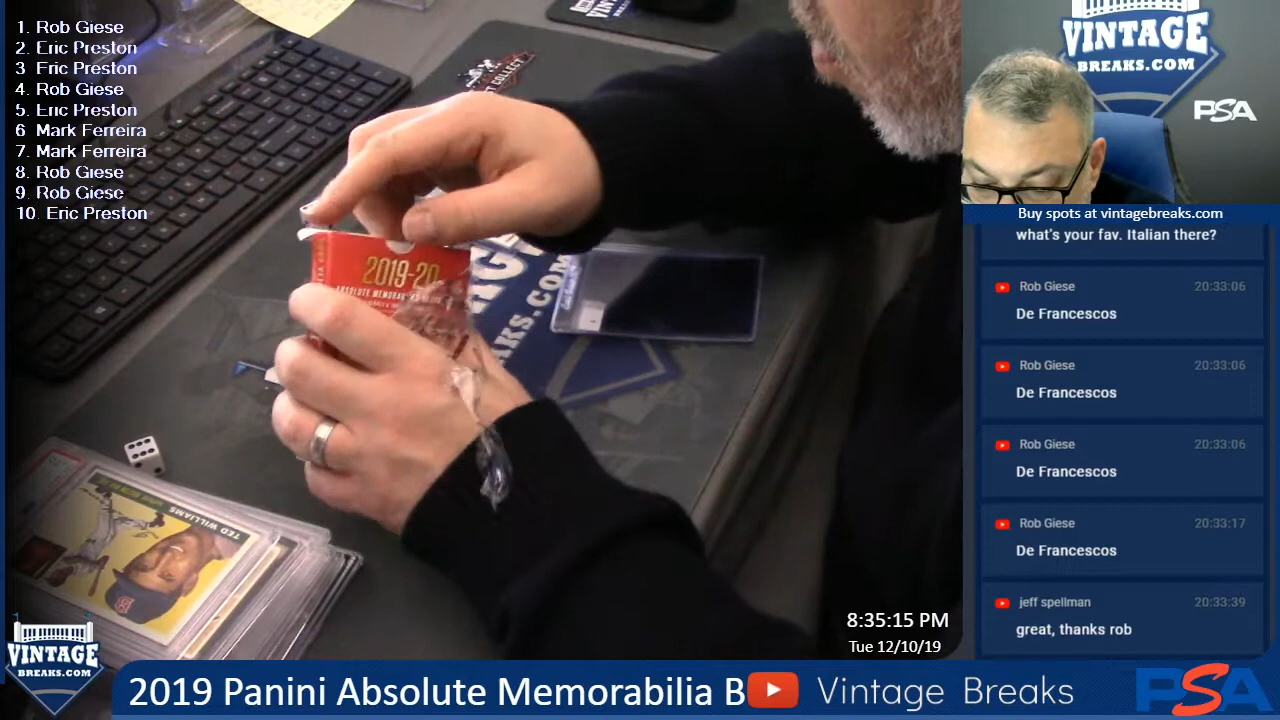 1. Rob Giese
2. Eric Preston
3 Eric Preston
4. Rob Giese
5. Eric Preston
6 Mark Ferreira
7. Mark Ferreira
8. Rob Giese
9. Rob Giese
10. Eric Preston
2019-20
ABSOLUTE MEMORABILIA
TED WILLIAMS
VINTAGE
BREAKS.COM
PSA
Buy spots at vintagebreaks.com
what's your fav. Italian there?
Rob Giese 20:33:06
De Francescos
Rob Giese 20:33:06
De Francescos
Rob Giese 20:33:06
De Francescos
Rob Giese 20:33:17
De Francescos
jeff spellman 20:33:39
great, thanks rob
8:35:15 PM
Tue 12/10/19
VINTAGE
BREAKS.COM
2019 Panini Absolute Memorabilia B
Vintage Breaks
PSA